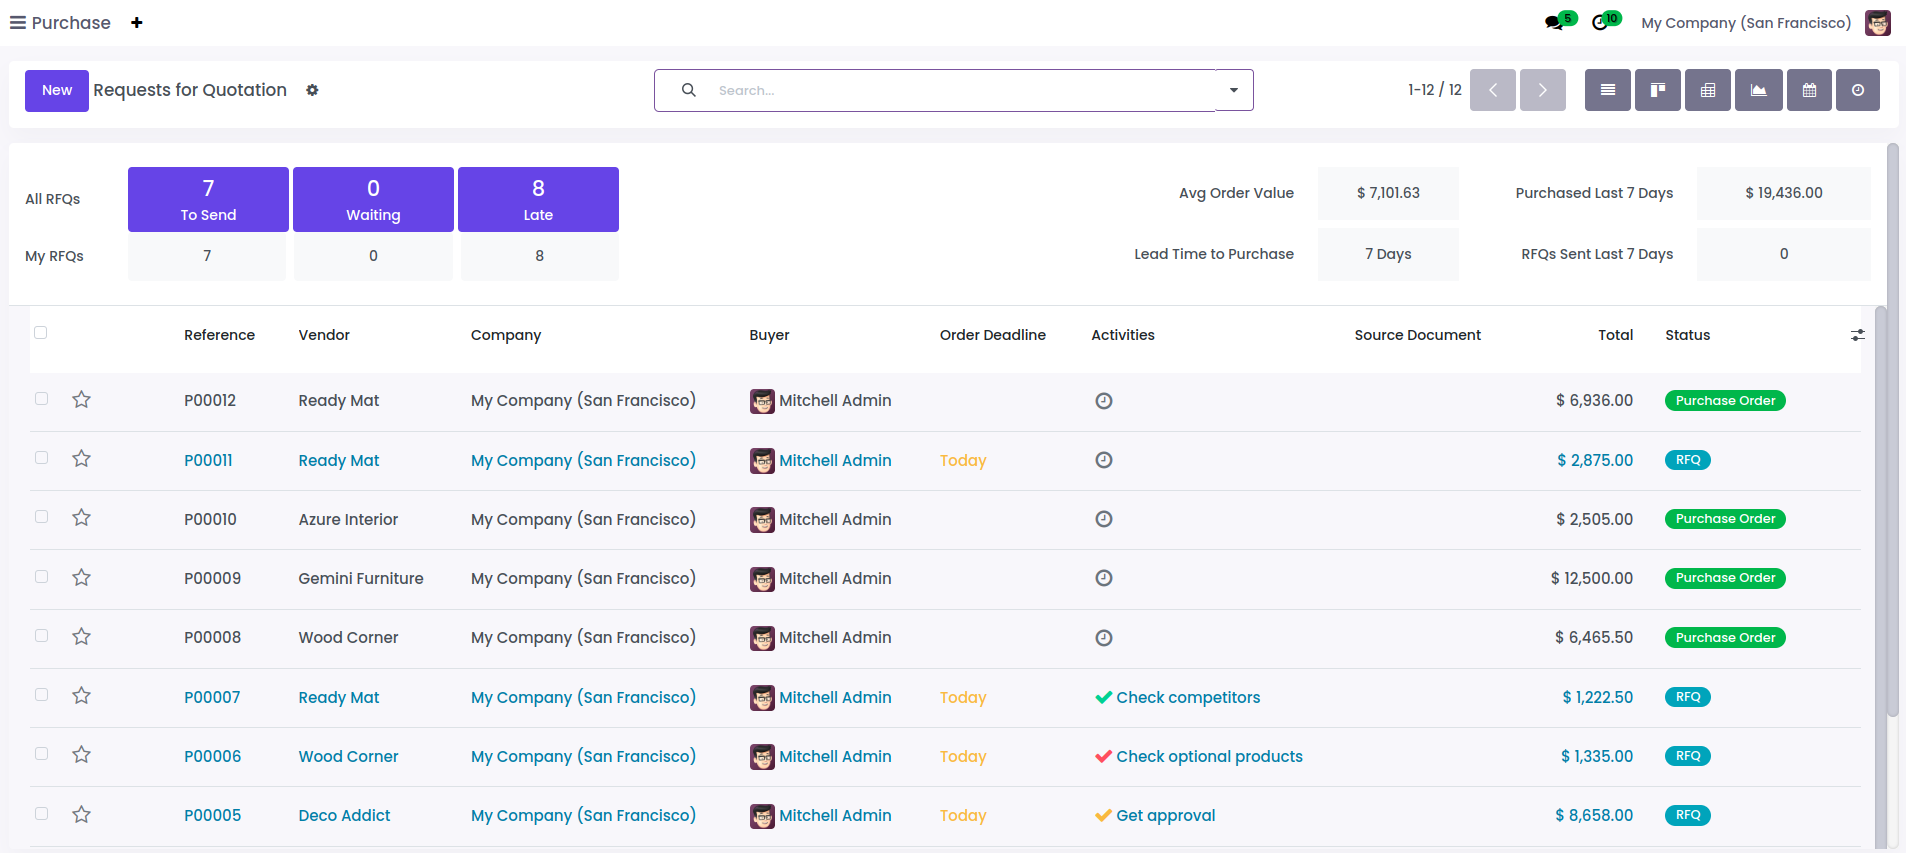 Purchase
5
10
My Company (San Francisco)
New
Requests for Quotation
Search...
1-12 / 12
All RFQs
7
To Send
0
Waiting
8
Late
My RFQs
7
0
8
Avg Order Value
$ 7,101.63
Purchased Last 7 Days
$ 19,436.00
Lead Time to Purchase
7 Days
RFQs Sent Last 7 Days
0
Reference Vendor Company Buyer Order Deadline Activities Source Document Total Status
P00012 Ready Mat My Company (San Francisco) Mitchell Admin $ 6,936.00 Purchase Order
P00011 Ready Mat My Company (San Francisco) Mitchell Admin Today $ 2,875.00 RFQ
P00010 Azure Interior My Company (San Francisco) Mitchell Admin $ 2,505.00 Purchase Order
P00009 Gemini Furniture My Company (San Francisco) Mitchell Admin $ 12,500.00 Purchase Order
P00008 Wood Corner My Company (San Francisco) Mitchell Admin $ 6,465.50 Purchase Order
P00007 Ready Mat My Company (San Francisco) Mitchell Admin Today Check competitors $ 1,222.50 RFQ
P00006 Wood Corner My Company (San Francisco) Mitchell Admin Today Check optional products $ 1,335.00 RFQ
P00005 Deco Addict My Company (San Francisco) Mitchell Admin Today Get approval $ 8,658.00 RFQ